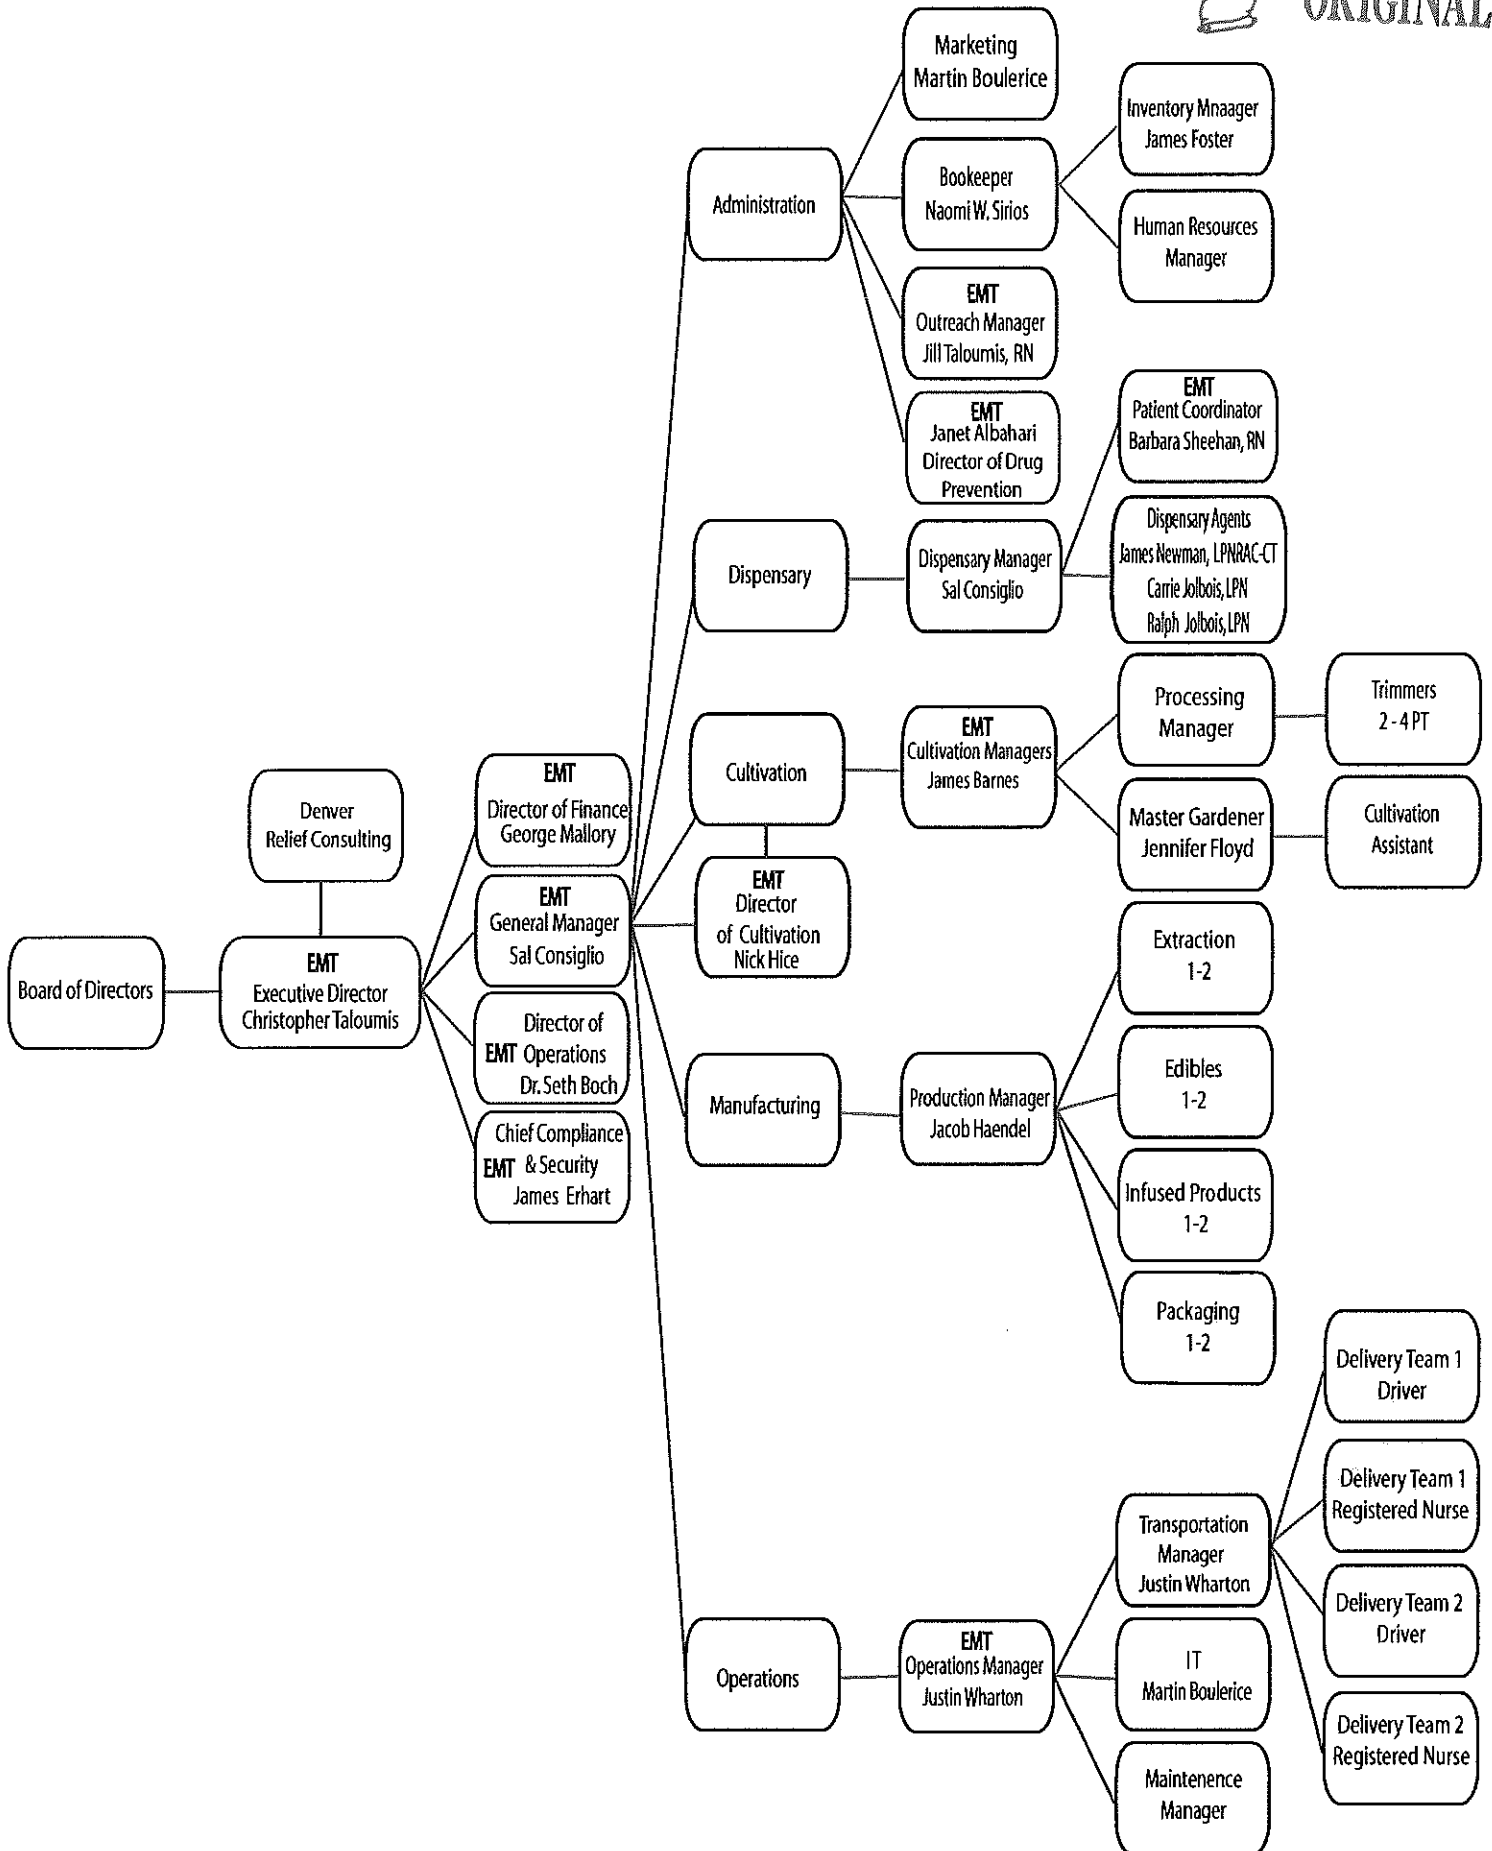 ORIGINAL
Marketing
Martin Boulerice
Inventory Mnaager
James Foster
Administration
Bookeeper
Naomi W. Sirios
Human Resources
Manager
EMT
Outreach Manager
Jill Taloumis, RN
EMT
Janet Albahari
Director of Drug
Prevention
EMT
Patient Coordinator
Barbara Sheehan, RN
Dispensary
Dispensary Manager
Sal Consiglio
Dispensary Agents
James Newman, LPNRAC-CT
Carrie Jolbois, LPN
Ralph Jolbois, LPN
Cultivation
EMT
Cultivation Managers
James Barnes
Processing
Manager
Trimmers
2 - 4 PT
Master Gardener
Jennifer Floyd
Cultivation
Assistant
EMT
Director
of Cultivation
Nick Hice
Denver
Relief Consulting
EMT
Director of Finance
George Mallory
EMT
General Manager
Sal Consiglio
Board of Directors
EMT
Executive Director
Christopher Taloumis
Director of
EMT Operations
Dr. Seth Boch
Chief Compliance
EMT & Security
James Erhart
Manufacturing
Production Manager
Jacob Haendel
Extraction
1-2
Edibles
1-2
Infused Products
1-2
Packaging
1-2
Operations
EMT
Operations Manager
Justin Wharton
Transportation
Manager
Justin Wharton
IT
Martin Boulerice
Maintenence
Manager
Delivery Team 1
Driver
Delivery Team 1
Registered Nurse
Delivery Team 2
Driver
Delivery Team 2
Registered Nurse